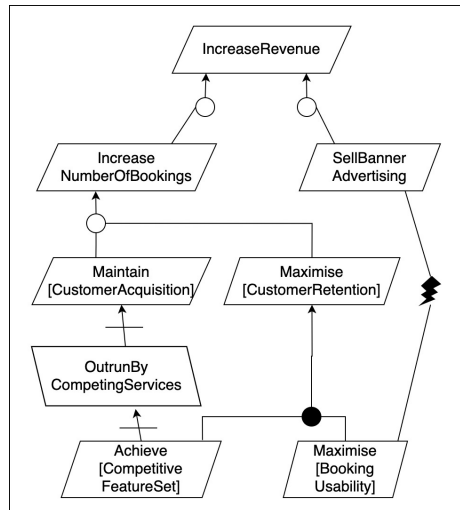 IncreaseRevenue
Increase
NumberOfBookings
SellBanner
Advertising
Maintain
[CustomerAcquisition]
Maximise
[CustomerRetention]
OutrunBy
CompetingServices
Achieve
[Competitive
FeatureSet]
Maximise
[Booking
Usability]